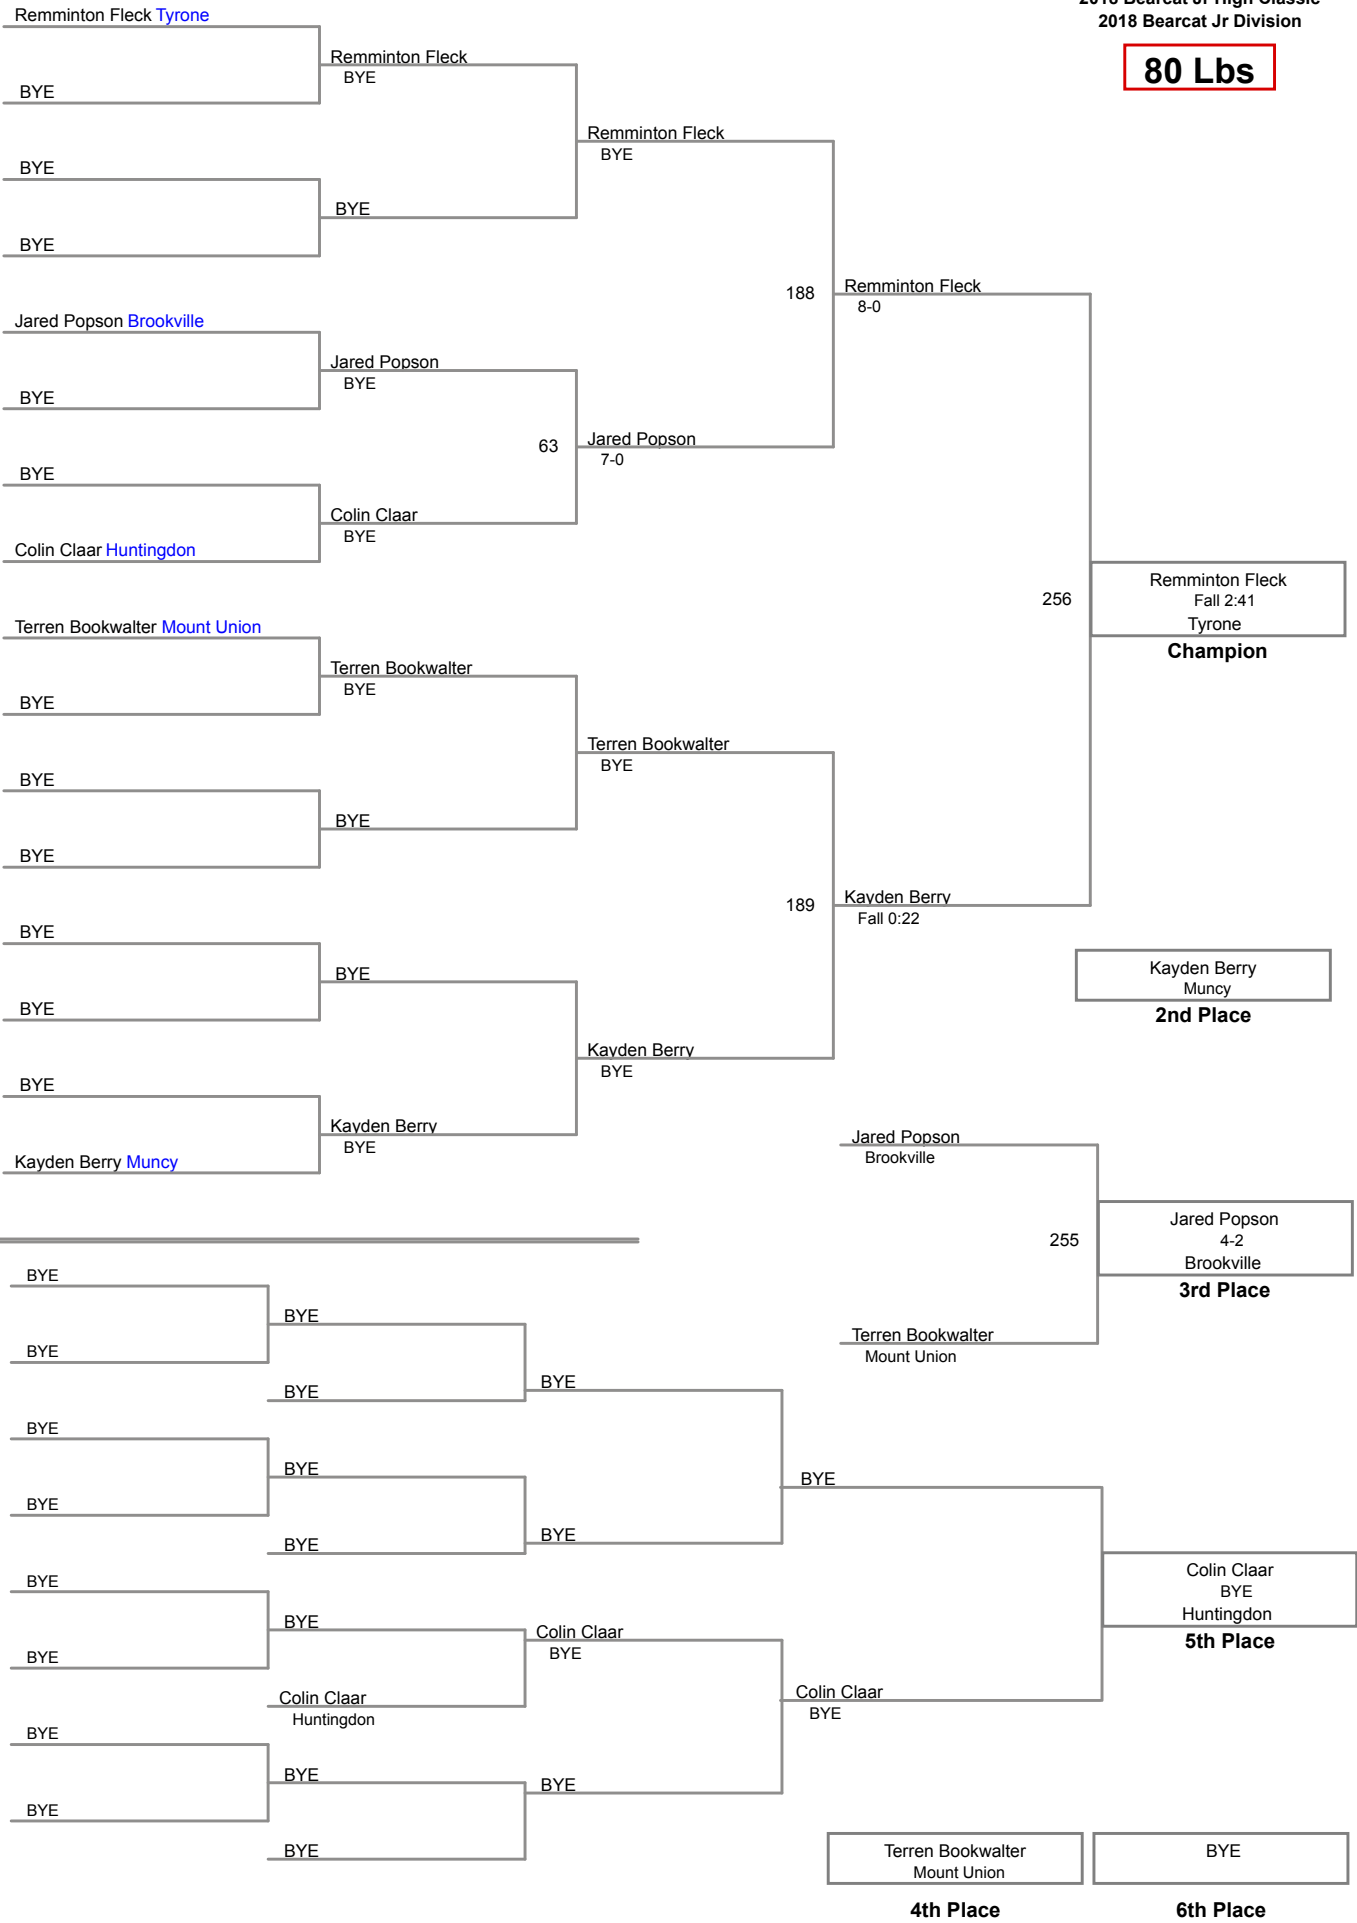 2018 Bearcat Jr High Classic
2018 Bearcat Jr Division
80 Lbs
Remminton Fleck Tyrone
BYE
BYE
BYE
Jared Popson Brookville
BYE
BYE
Colin Claar Huntingdon
Terren Bookwalter Mount Union
BYE
BYE
BYE
BYE
BYE
BYE
Kayden Berry Muncy
Remminton Fleck
BYE
BYE
Jared Popson
BYE
Colin Claar
BYE
Terren Bookwalter
BYE
BYE
BYE
Kayden Berry
BYE
Remminton Fleck
BYE
63
Jared Popson
7-0
Terren Bookwalter
BYE
Kayden Berry
BYE
188
Remminton Fleck
8-0
189
Kayden Berry
Fall 0:22
256
Remminton Fleck
Fall 2:41
Tyrone
Champion
Kayden Berry
Muncy
2nd Place
Jared Popson
Brookville
255
Terren Bookwalter
Mount Union
Jared Popson
4-2
Brookville
3rd Place
BYE
BYE
BYE
BYE
BYE
BYE
BYE
BYE
BYE
BYE
BYE
BYE
BYE
Colin Claar
Huntingdon
BYE
BYE
BYE
BYE
Colin Claar
BYE
BYE
BYE
Colin Claar
BYE
Colin Claar
BYE
Huntingdon
5th Place
Terren Bookwalter
Mount Union
4th Place
BYE
6th Place